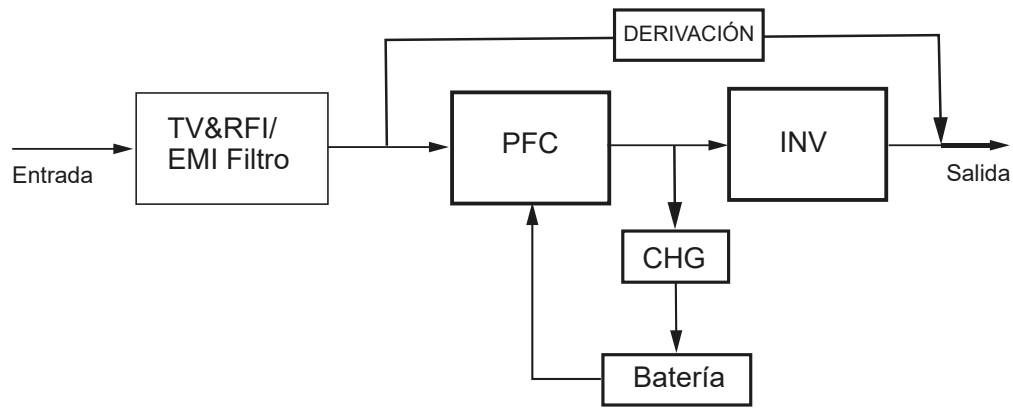 DERIVACIÓN
TV&RFI/
EMI Filtro
PFC
INV
Entrada
Salida
CHG
Batería